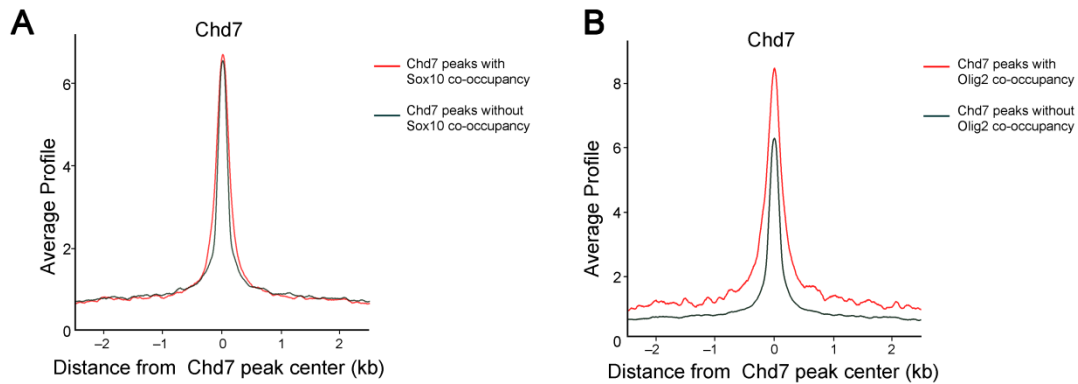 A
Chd7
Chd7 peaks with
Sox10 co-occupancy
Chd7 peaks without
Sox10 co-occupancy
Average Profile
6
4
2
0
–2
–1
0
1
2
Distance from Chd7 peak center (kb)
B
Chd7
Chd7 peaks with
Olig2 co-occupancy
Chd7 peaks without
Olig2 co-occupancy
Average Profile
8
6
4
2
0
–2
–1
0
1
2
Distance from Chd7 peak center (kb)